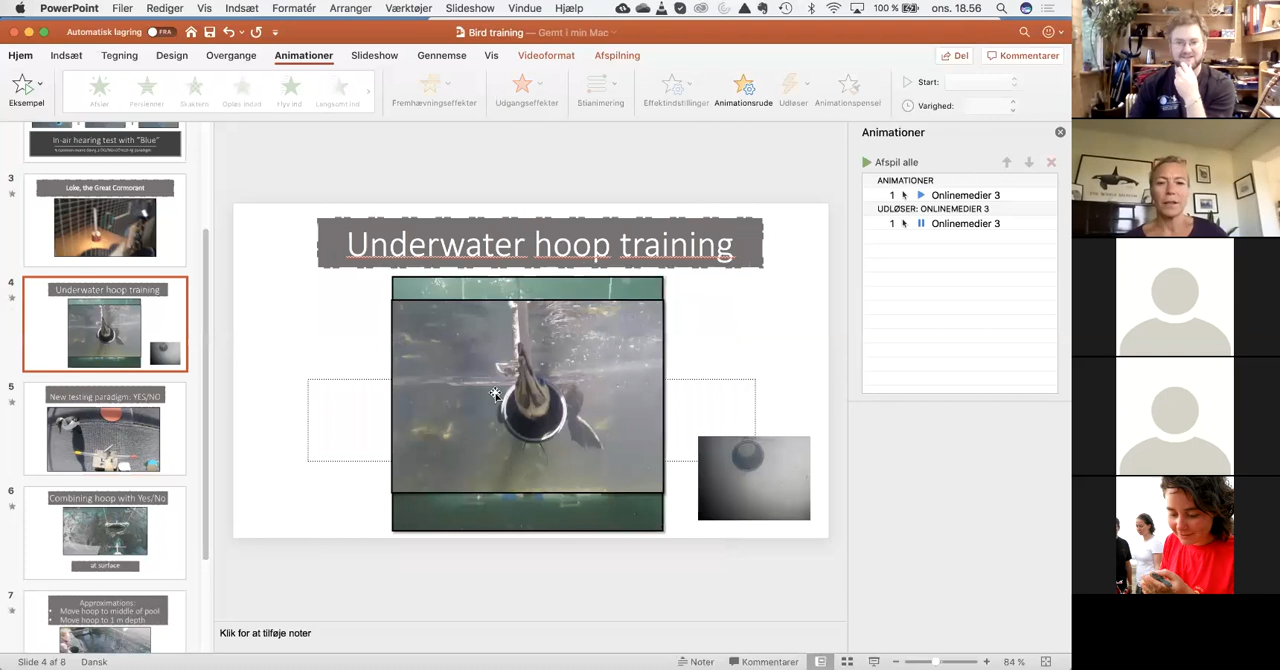 PowerPoint Filer Rediger Vis Indsæt Formatér Arranger Værktøjer Slideshow Vindue Hjælp 100 % ons. 18.56
Automatisk lagring FRA Bird training — Gemt i min Mac
Hjem Indsæt Tegning Design Overgange Animationer Slideshow Gennemse Vis Videoformat Afspilning Del Kommentarer
Eksempel Afslør Persienner Skaktern Opløs indad Flyv ind Langsomt ind Fremhævningseffekter Udgangseffekter Stianimering Effektindstillinger Animationsrude Udløser Animationspensel
Start:
Varighed:
In-air hearing test with "Blue"
3
Loke, the Great Cormorant
4
Underwater hoop training
5
New testing paradigm: YES/NO
6
Combining hoop with Yes/No
at surface
7
Approximations:
• Move hoop to middle of pool
• Move hoop to 1 m depth
Underwater hoop training
Klik for at tilføje noter
Animationer
Afspil alle
ANIMATIONER
1 Onlinemedier 3
UDLØSER: ONLINEMEDIER 3
1 Onlinemedier 3
Slide 4 af 8 Dansk Noter Kommentarer 84 %